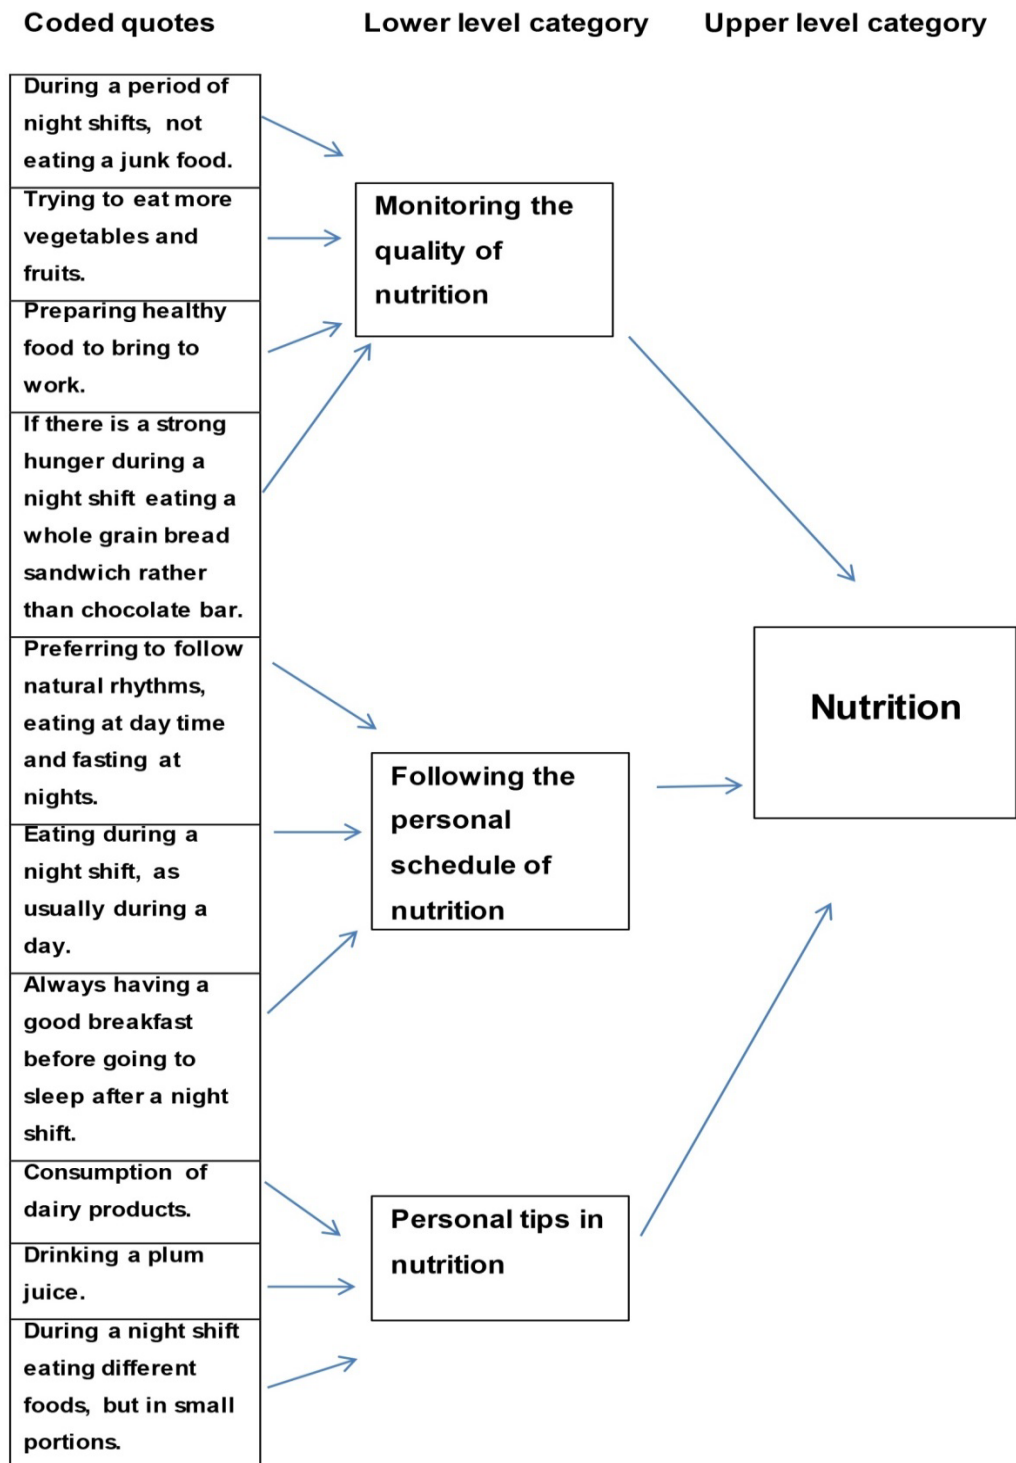 Coded quotes
Lower level category
Upper level category
During a period of
night shifts, not
eating a junk food.
Trying to eat more
vegetables and
fruits.
Preparing healthy
food to bring to
work.
If there is a strong
hunger during a
night shift eating a
whole grain bread
sandwich rather
than chocolate bar.
Preferring to follow
natural rhythms,
eating at day time
and fasting at
nights.
Eating during a
night shift, as
usually during a
day.
Always having a
good breakfast
before going to
sleep after a night
shift.
Consumption of
dairy products.
Drinking a plum
juice.
During a night shift
eating different
foods, but in small
portions.
Monitoring the
quality of
nutrition
Following the
personal
schedule of
nutrition
Personal tips in
nutrition
Nutrition